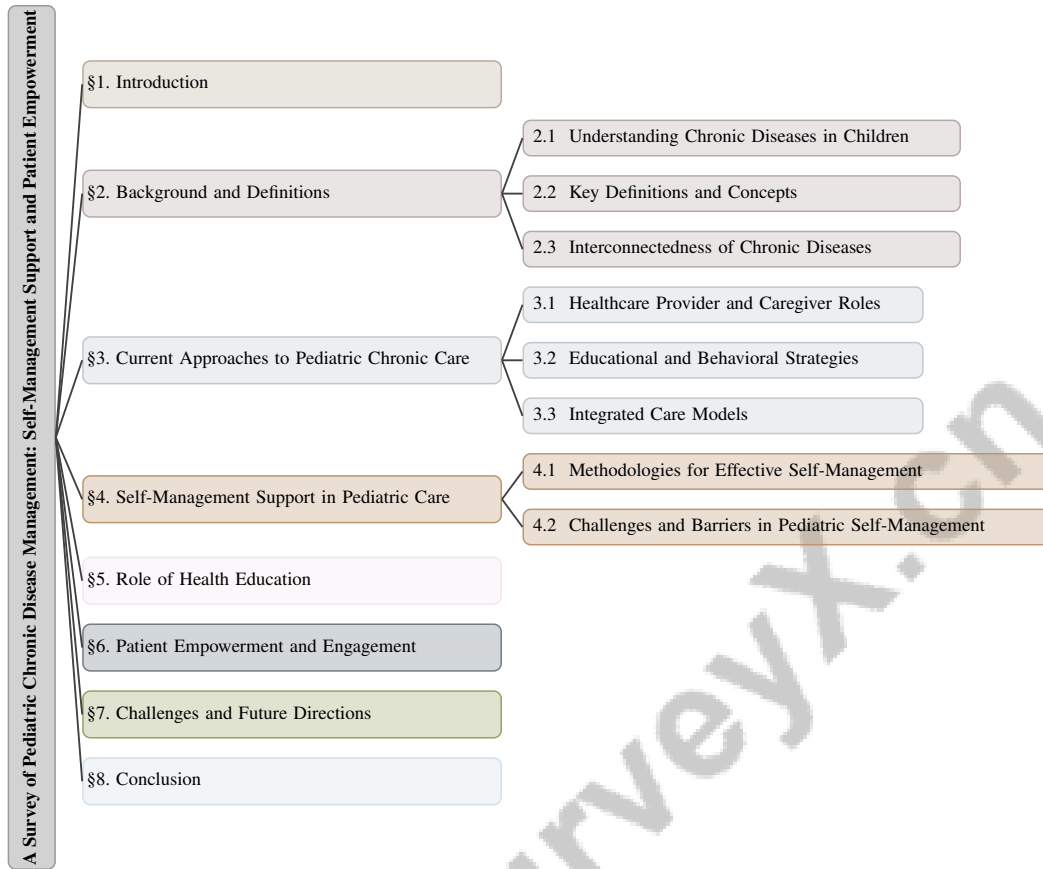 A Survey of Pediatric Chronic Disease Management: Self-Management Support and Patient Empowerment
§1. Introduction
§2. Background and Definitions
2.1 Understanding Chronic Diseases in Children
2.2 Key Definitions and Concepts
2.3 Interconnectedness of Chronic Diseases
§3. Current Approaches to Pediatric Chronic Care
3.1 Healthcare Provider and Caregiver Roles
3.2 Educational and Behavioral Strategies
3.3 Integrated Care Models
§4. Self-Management Support in Pediatric Care
4.1 Methodologies for Effective Self-Management
4.2 Challenges and Barriers in Pediatric Self-Management
§5. Role of Health Education
§6. Patient Empowerment and Engagement
§7. Challenges and Future Directions
§8. Conclusion
urveyx.cn